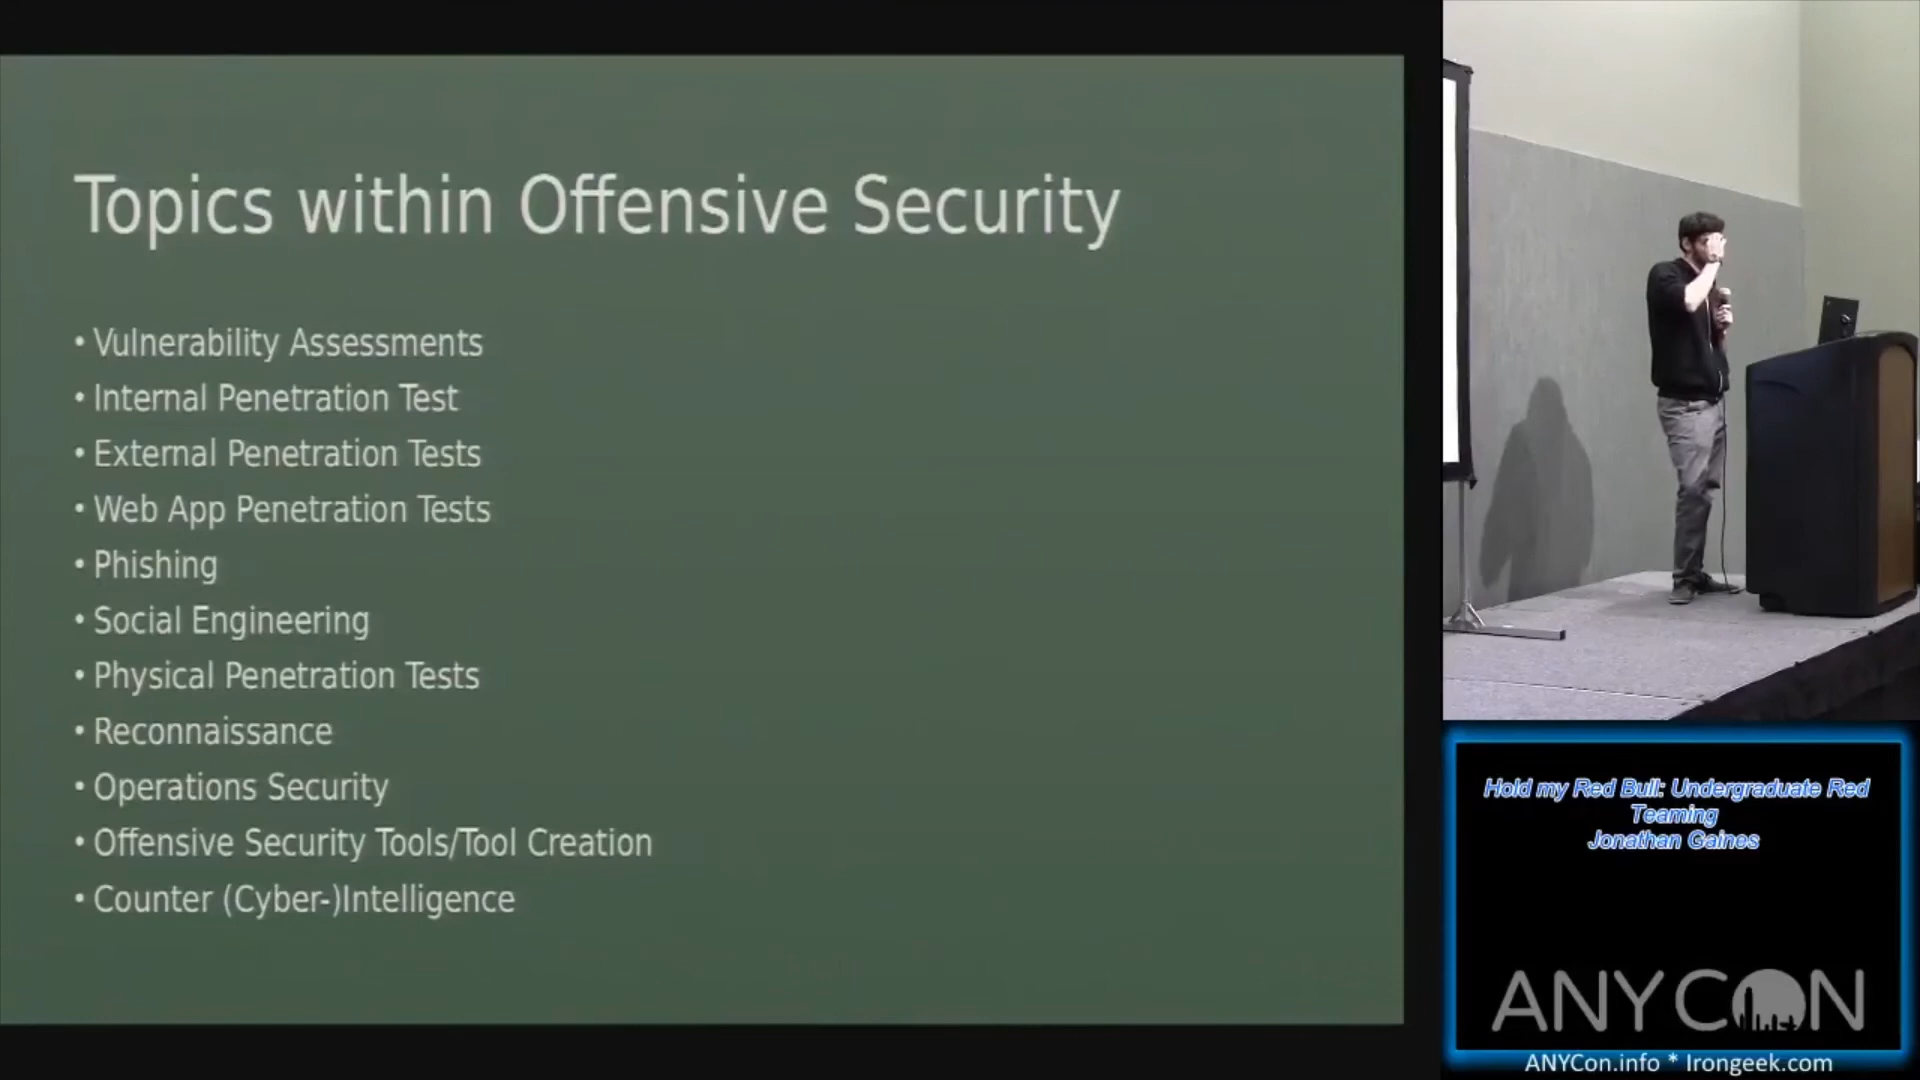 Topics within Offensive Security
• Vulnerability Assessments
• Internal Penetration Test
• External Penetration Tests
• Web App Penetration Tests
• Phishing
• Social Engineering
• Physical Penetration Tests
• Reconnaissance
• Operations Security
• Offensive Security Tools/Tool Creation
• Counter (Cyber-)Intelligence
Hold my Red Bull: Undergraduate Red
Teaming
Jonathan Gaines
ANYCON
ANYCon.info * Irongeek.com